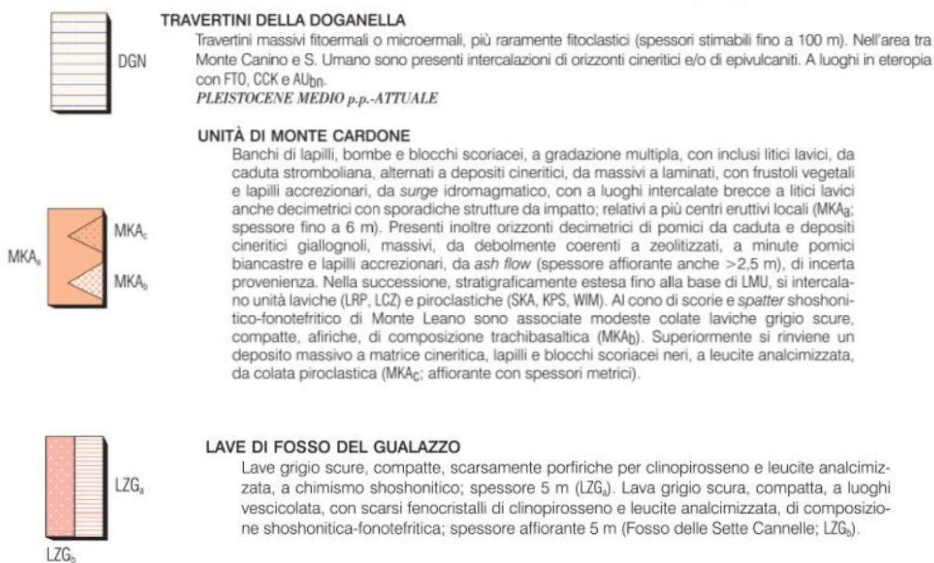 TRAVERTINI DELLA DOGANELLA
Travertini massivi fitoermali o microermali, più raramente fitoclastici (spessori stimabili fino a 100 m). Nell'area tra
DGN
Monte Canino e S. Umano sono presenti intercalazioni di orizzonti cineritici e/o di epivulcaniti. A luoghi in eteropia
con FTO, CCK e AUbn.
PLEISTOCENE MEDIO p.p.-ATTUALE
UNITÀ DI MONTE CARDONE
Banchi di lapilli, bombe e blocchi scoriacei, a gradazione multipla, con inclusi litici lavici, da
caduta stromboliana, alternati a depositi cineritici, da massivi a laminati, con frustoli vegetali
e lapilli accrezionari, da surge idromagmatico, con a luoghi intercalate brecce a litici lavici
MKAc
anche decimetrici con sporadiche strutture da impatto; relativi a più centri eruttivi locali (MKAa;
MKAa
spessore fino a 6 m). Presenti inoltre orizzonti decimetrici di pomici da caduta e depositi
cineritici giallognoli, massivi, da debolmente coerenti a zeolitizzati, a minute pomici
MKAb
biancastre e lapilli accrezionari, da ash flow (spessore affiorante anche >2,5 m), di incerta
provenienza. Nella successione, stratigraficamente estesa fino alla base di LMU, si intercala-
no unità laviche (LRP, LCZ) e piroclastiche (SKA, KPS, WIM). Al cono di scorie e spatter shoshoni-
tico-fonotefritico di Monte Leano sono associate modeste colate laviche grigio scure,
compatte, afiriche, di composizione trachibasaltica (MKAb). Superiormente si rinviene un
deposito massivo a matrice cineritica, lapilli e blocchi scoriacei neri, a leucite analcimizzata,
da colata piroclastica (MKAc; affiorante con spessori metrici).
LAVE DI FOSSO DEL GUALAZZO
Lave grigio scure, compatte, scarsamente porfiriche per clinopirosseno e leucite analcimiz-
LZGa
zata, a chimismo shoshonitico; spessore 5 m (LZGa). Lava grigio scura, compatta, a luoghi
vescicolata, con scarsi fenocristalli di clinopirosseno e leucite analcimizzata, di composizio-
ne shoshonitica-fonotefritica; spessore affiorante 5 m (Fosso delle Sette Cannelle; LZGb).
LZGb